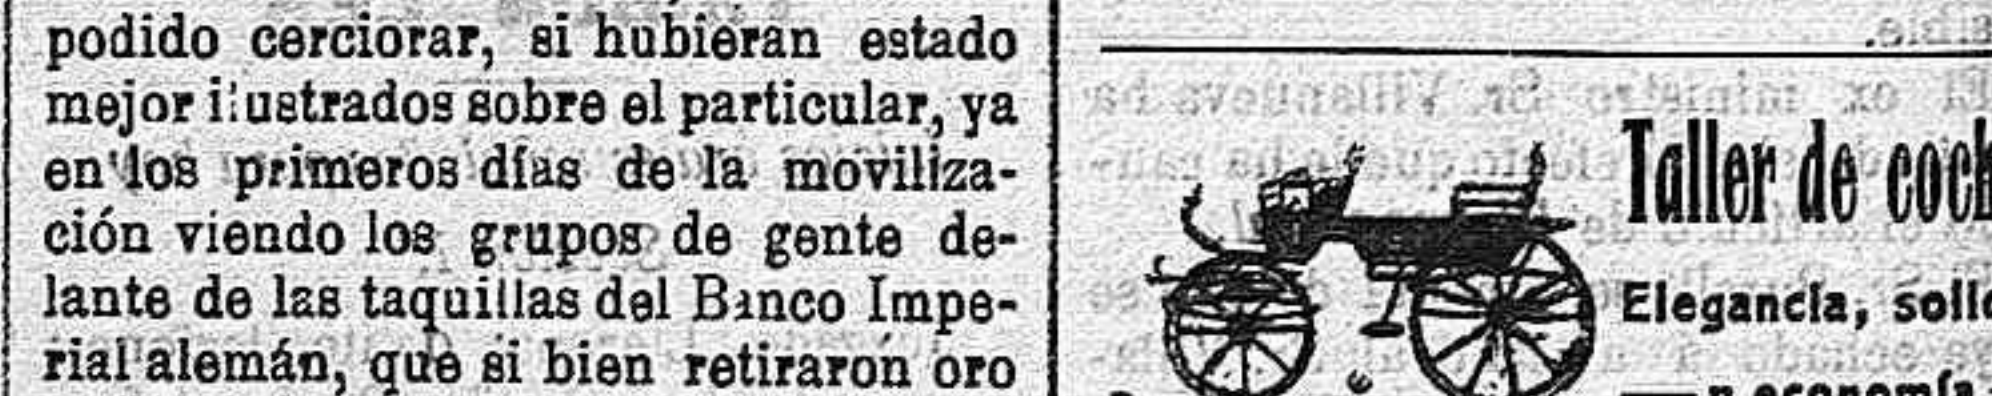 podido cerciorar, si hubieran estado
mejor ilustrados sobre el particular, ya
en los primeros días de la moviliza-
ción viendo los grupos de gente de-
lante de las taquillas del Banco Impe-
rial alemán, que si bien retiraron oro
Taller de
Elegancia,
y economía